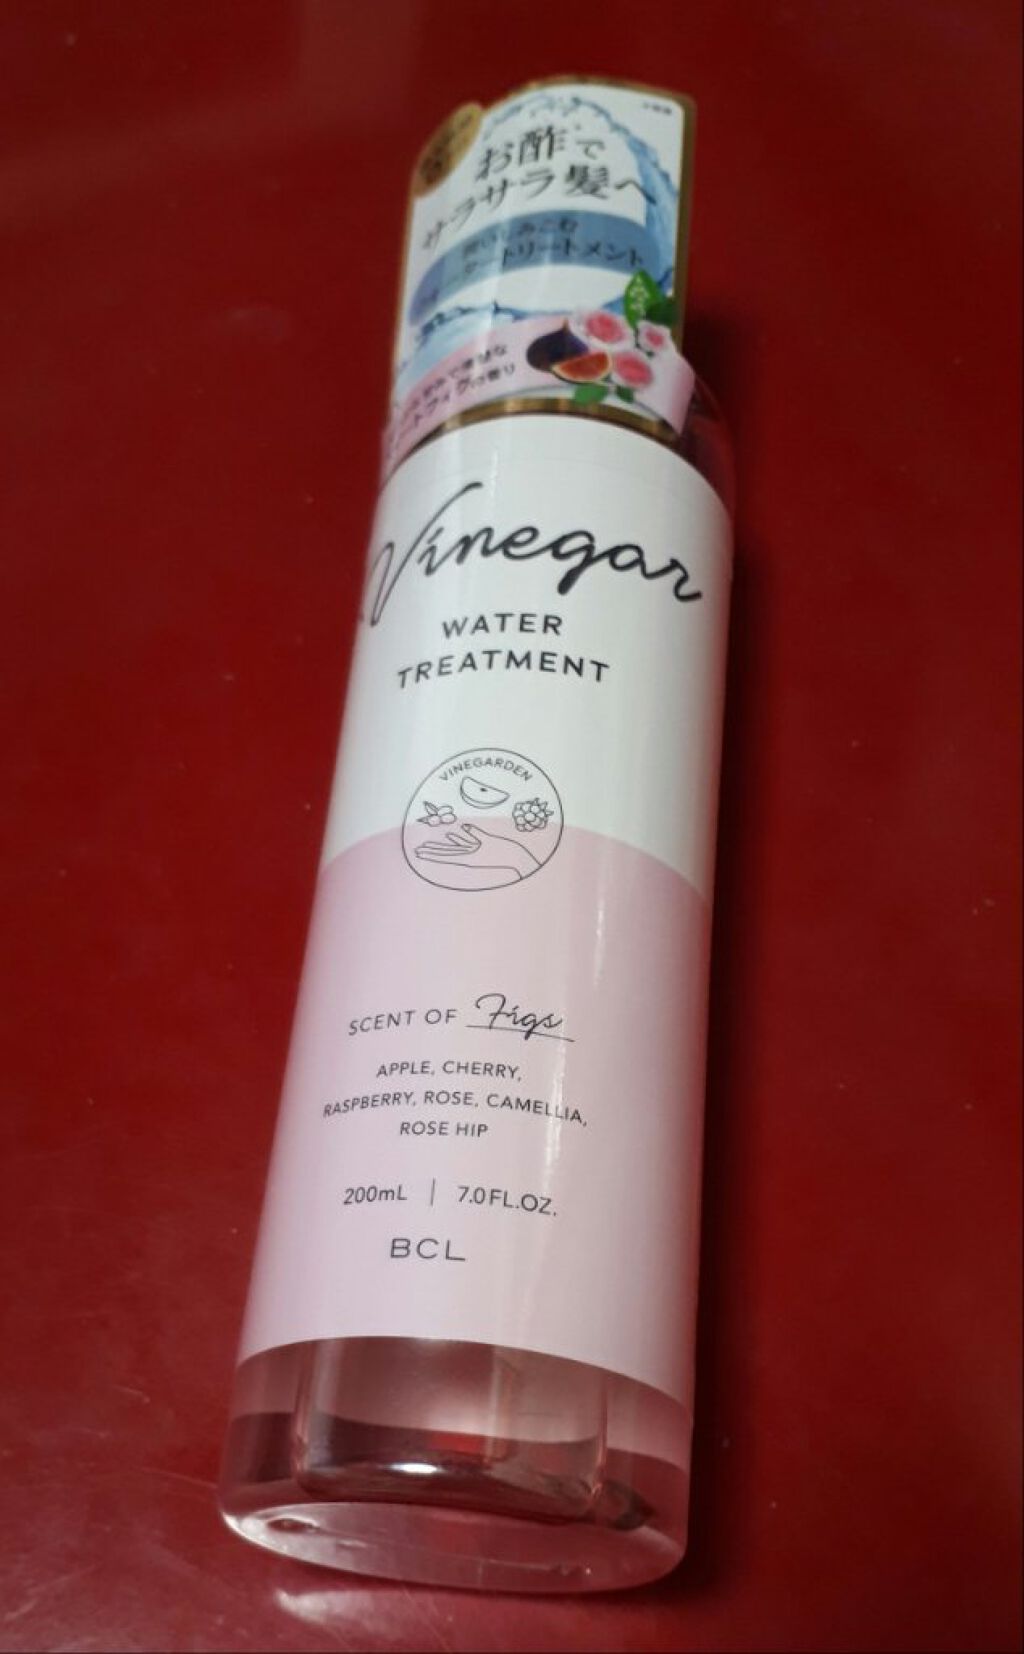 お酢で
サラサラ髪へ
トリートメント
Vinegar
WATER
TREATMENT
VINEGARDEN
SCENT OF Figs
APPLE, CHERRY,
RASPBERRY, ROSE, CAMELLIA,
ROSE HIP
200mL | 7.0FL.OZ.
BCL